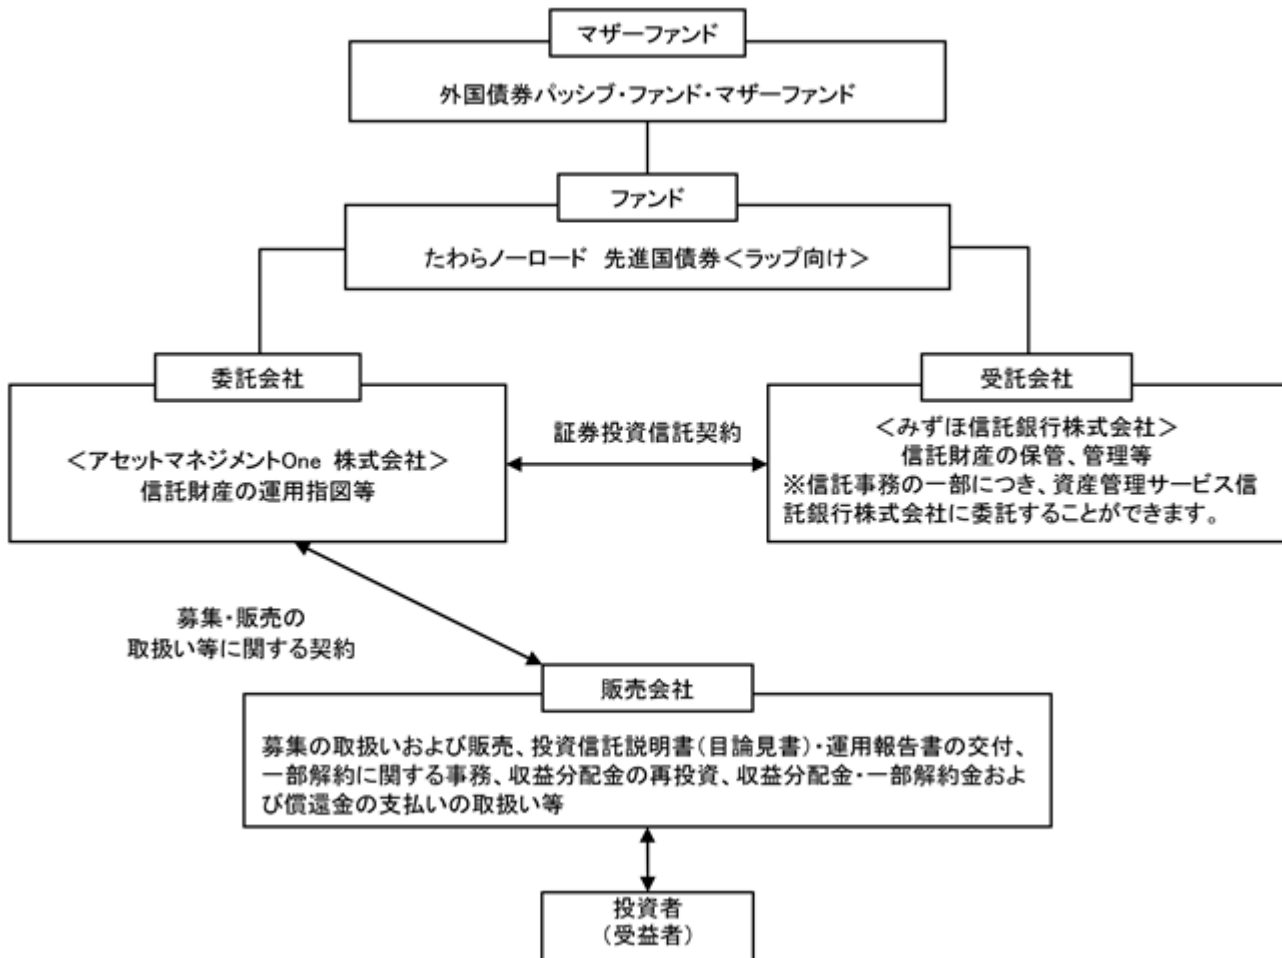 マザーファンド
外国債券パッシブ・ファンド・マザーファンド
ファンド
たわらノーロード 先進国債券＜ラップ向け＞
委託会社
＜アセットマネジメントOne 株式会社＞
信託財産の運用指図等
証券投資信託契約
受託会社
＜みずほ信託銀行株式会社＞
信託財産の保管、管理等
※信託事務の一部につき、資産管理サービス信
託銀行株式会社に委託することができます。
募集・販売の
取扱い等に関する契約
販売会社
募集の取扱いおよび販売、投資信託説明書（目論見書）・運用報告書の交付、
一部解約に関する事務、収益分配金の再投資、収益分配金・一部解約金およ
び償還金の支払いの取扱い等
投資者
（受益者）